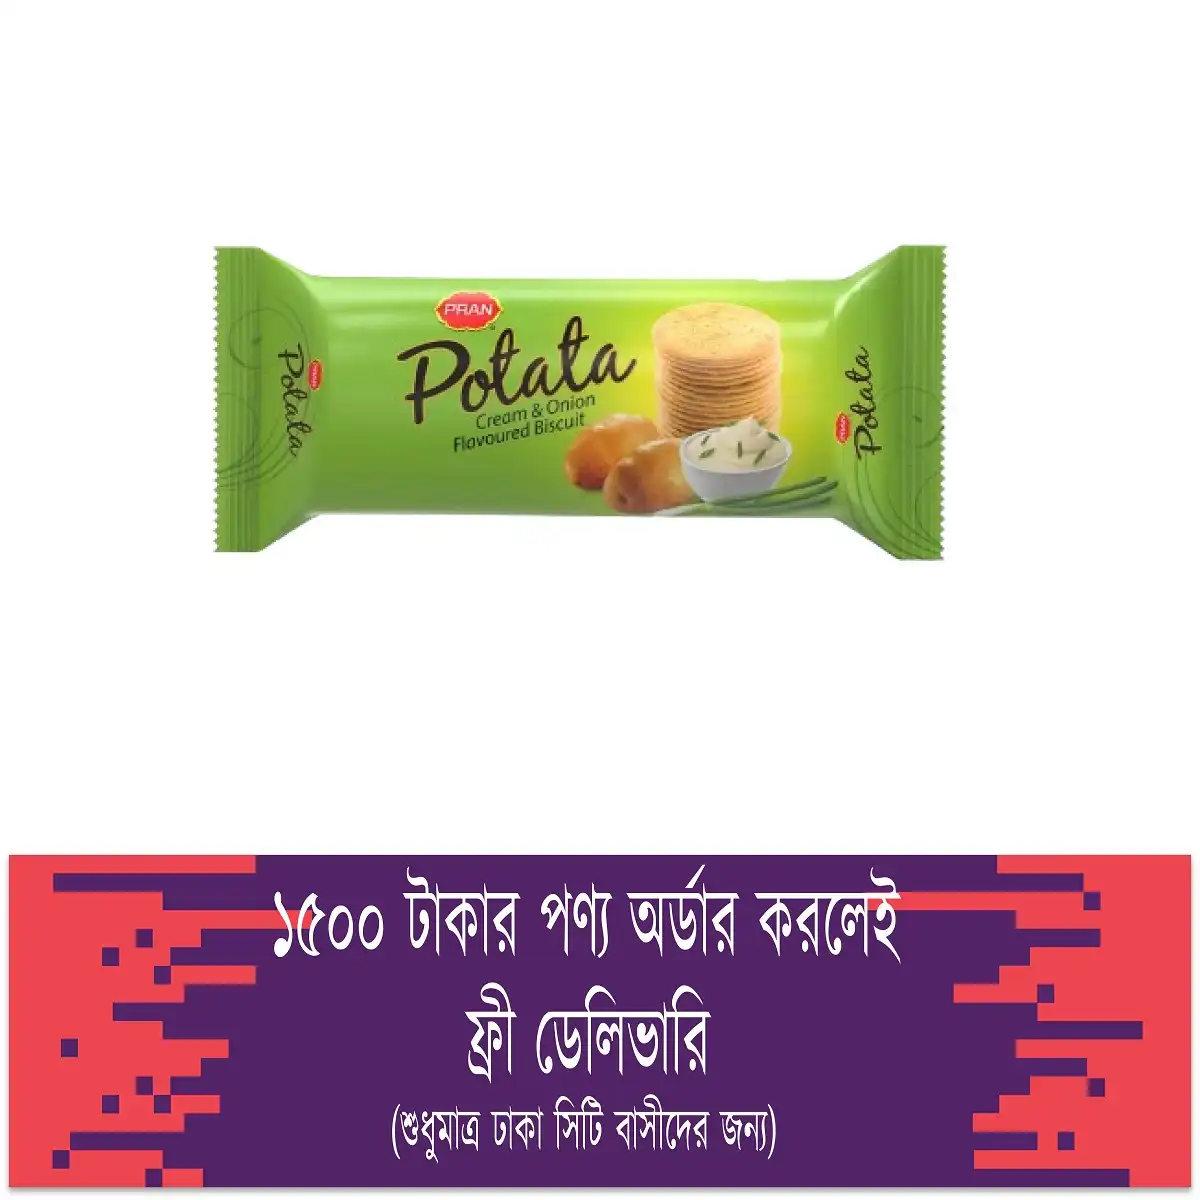 PRAN
Potata
Cream & Onion
Flavoured Biscuit
Potata
PRAN
PRAN
Potata
১৫০০ টাকার পণ্য অর্ডার করলেই
ফ্রী ডেলিভারি
(শুধুমাত্র ঢাকা সিটি বাসীদের জন্য)